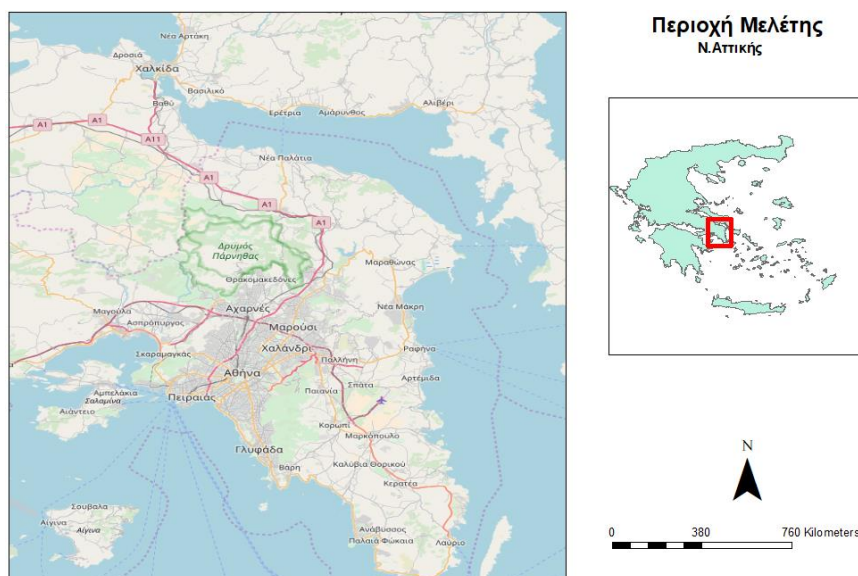 Περιοχή Μελέτης
Ν.Αττικής
Νέα Αρτάκη
Δροσιά
Χαλκίδα
Βασιλικό
Βαθύ
Ερέτρια
Αμάρυνθος
Αλιβέρι
A1
A1
A11
Νέα Παλάτια
A1
A1
A1
Δρυμός
Πάρνηθας
Μαραθώνας
Θρακομακεδόνες
Αχαρνές
Νέα Μάκρη
Μαγούλα
Ασπρόπυργος
Μαρούσι
Σκαραμαγκάς
Χαλάνδρι
Ραφήνα
Παλλήνη
Αθήνα
Σπάτα
Αρτέμιδα
Αμπελάκια
Σαλαμίνα
Πειραιάς
Παιανία
Αιάντειο
Κορωπί
Μαρκόπουλο
Γλυφάδα
Βάρη
Καλύβια Θορικού
Κερατέα
Σουβάλα
Αίγινα
Αίγινα
Ανάβυσσος
Παλαιά Φώκαια
Λαύριο
N
0 380 760 Kilometers